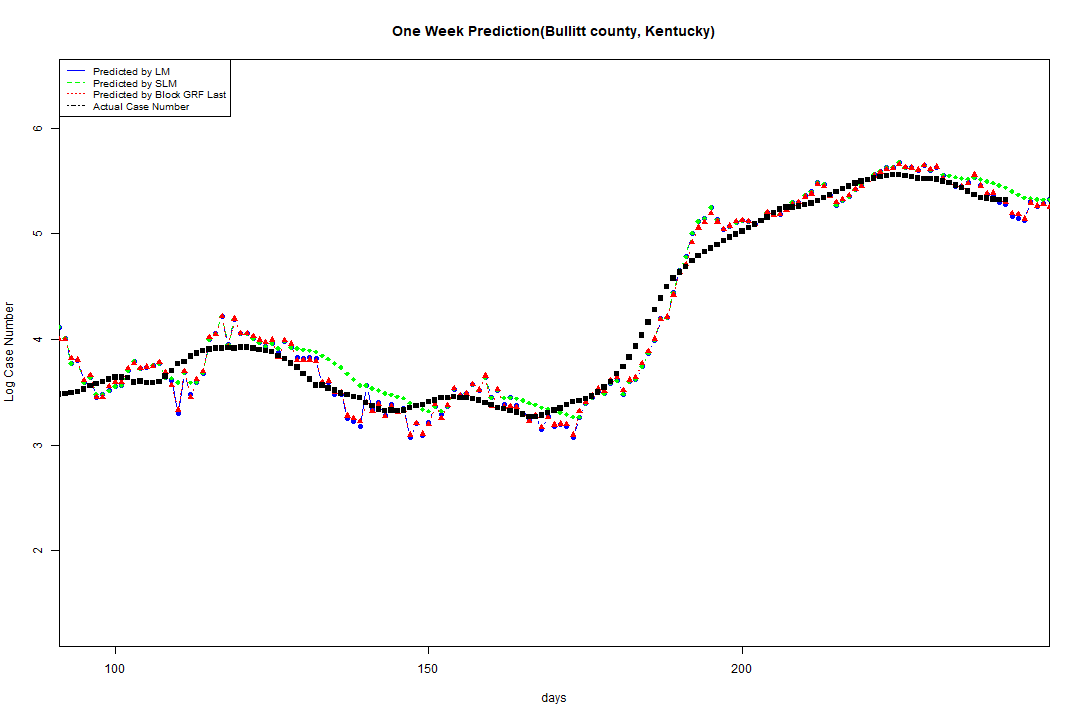 One Week Prediction(Bullitt county, Kentucky)
Predicted by LM
Predicted by SLM
Predicted by Block GRF Last
Actual Case Number
6
5
4
3
2
Log Case Number
100 150 200
days